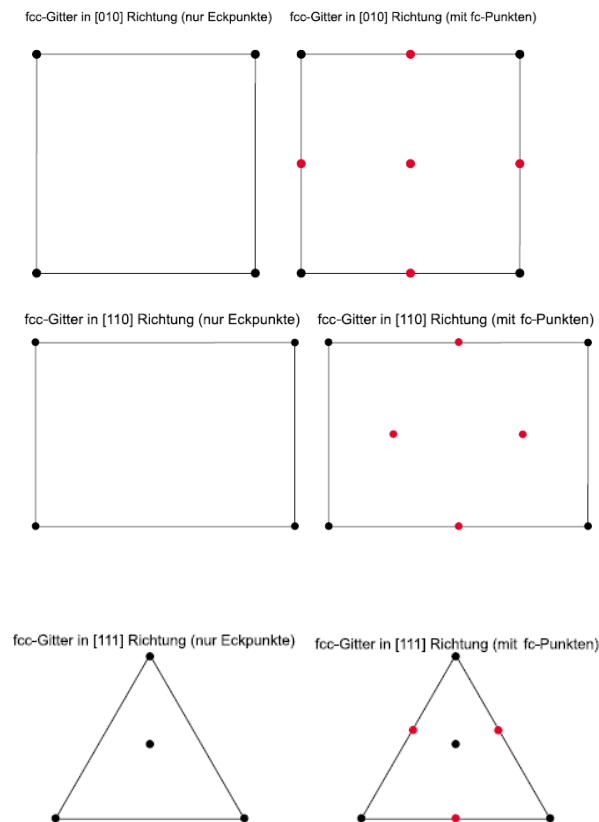 fcc-Gitter in [010] Richtung (nur Eckpunkte)
fcc-Gitter in [010] Richtung (mit fc-Punkten)
fcc-Gitter in [110] Richtung (nur Eckpunkte)
fcc-Gitter in [110] Richtung (mit fc-Punkten)
fcc-Gitter in [111] Richtung (nur Eckpunkte)
fcc-Gitter in [111] Richtung (mit fc-Punkten)